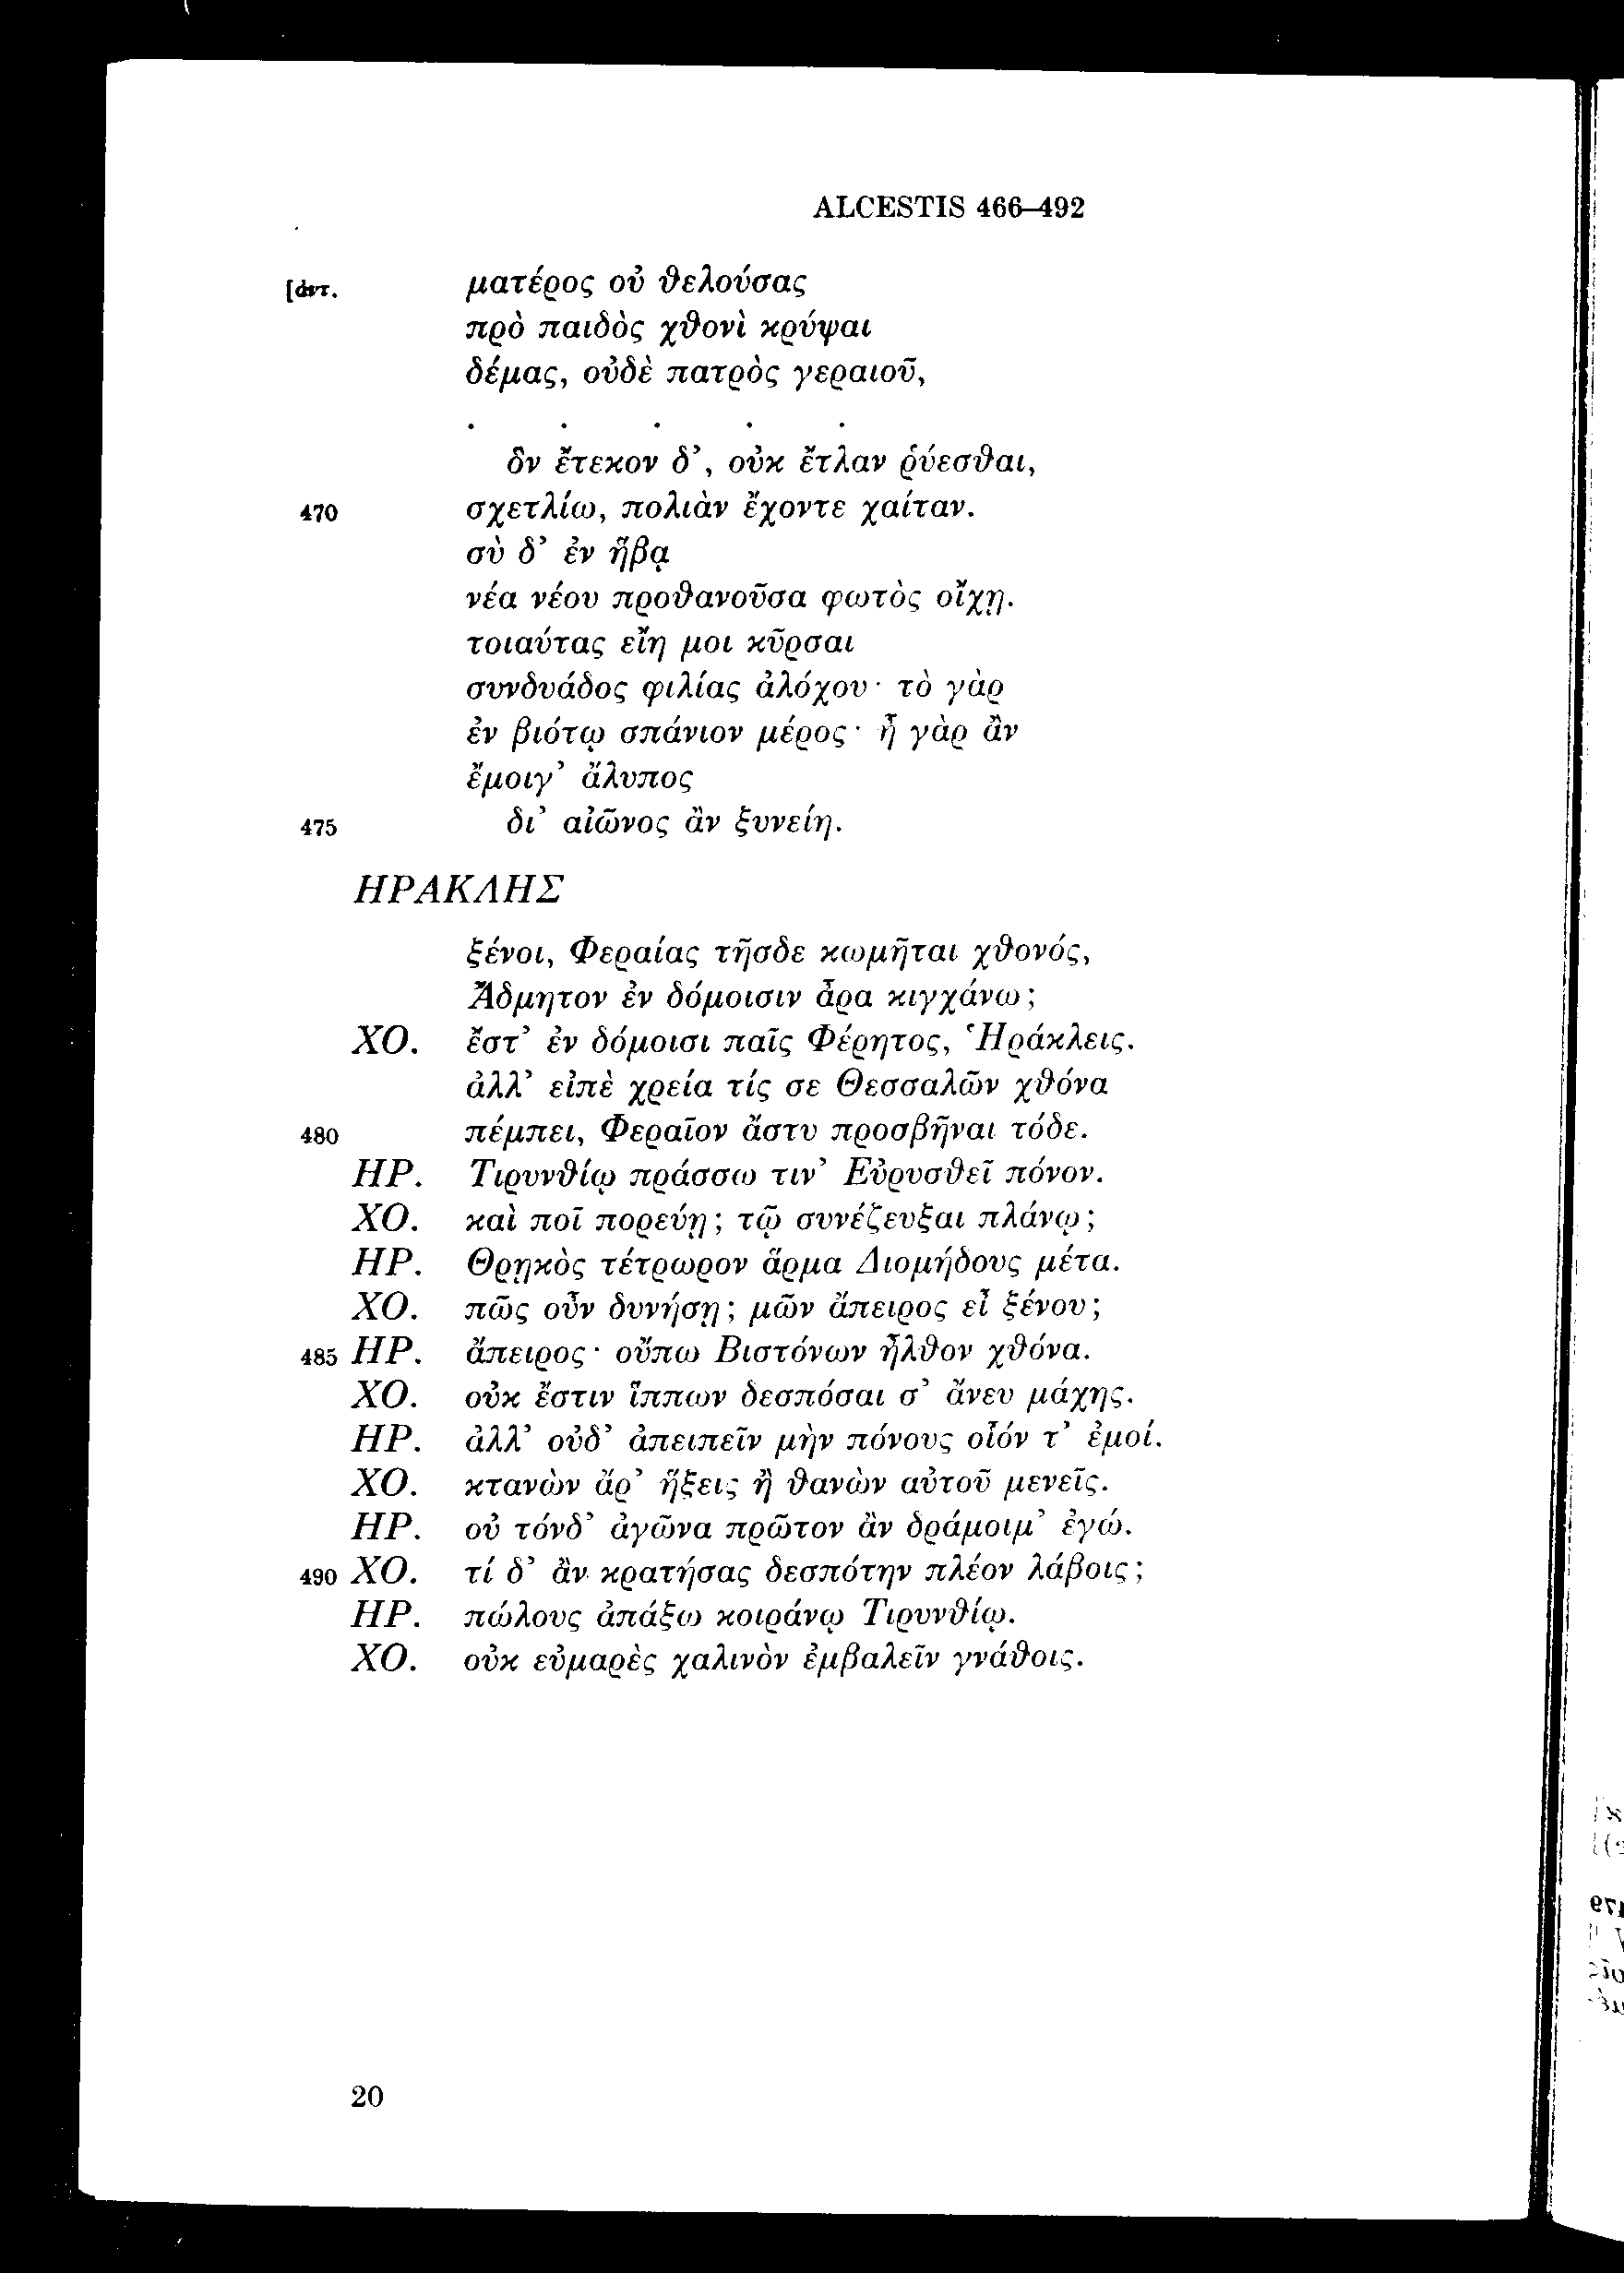 ALCESTIS 466–492
[ἀντ. ματέρος οὐ θελούσας
πρὸ παιδὸς χθονὶ κρύψαι
δέμας, οὐδὲ πατρὸς γεραιοῦ,
. . . . .
ὃν ἔτεκον δ’, οὐκ ἔτλαν ῥύεσθαι,
470 σχετλίω, πολιὰν ἔχοντε χαίταν.
σὺ δ’ ἐν ἥβᾳ
νέα νέου προθανοῦσα φωτὸς οἴχῃ.
τοιαύτας εἴη μοι κῦρσαι
συνδυάδος φιλίας ἀλόχου· τὸ γὰρ
ἐν βιότῳ σπάνιον μέρος· ἦ γὰρ ἂν
ἔμοιγ’ ἄλυπος
475 δι’ αἰῶνος ἂν ξυνείη.
ΗΡΑΚΛΗΣ
ξένοι, Φεραίας τῆσδε κωμῆται χθονός,
Ἄδμητον ἐν δόμοισιν ἆρα κιγχάνω;
ΧΟ. ἔστ’ ἐν δόμοισι παῖς Φέρητος, Ἡράκλεις.
ἀλλ’ εἰπὲ χρεία τίς σε Θεσσαλῶν χθόνα
480 πέμπει, Φεραῖον ἄστυ προσβῆναι τόδε.
ΗΡ. Τιρυνθίῳ πράσσω τιν’ Εὐρυσθεῖ πόνον.
ΧΟ. καὶ ποῖ πορεύῃ; τῷ συνέζευξαι πλάνῳ;
ΗΡ. Θρῃκὸς τέτρωρον ἅρμα Διομήδους μέτα.
ΧΟ. πῶς οὖν δυνήσῃ; μῶν ἄπειρος εἶ ξένου;
485 ΗΡ. ἄπειρος· οὔπω Βιστόνων ἦλθον χθόνα.
ΧΟ. οὐκ ἔστιν ἵππων δεσπόσαι σ’ ἄνευ μάχης.
ΗΡ. ἀλλ’ οὐδ’ ἀπειπεῖν μὴν πόνους οἷόν τ’ ἐμοί.
ΧΟ. κτανὼν ἄρ’ ἥξεις ἢ θανὼν αὐτοῦ μενεῖς.
ΗΡ. οὐ τόνδ’ ἀγῶνα πρῶτον ἂν δράμοιμ’ ἐγώ.
490 ΧΟ. τί δ’ ἂν κρατήσας δεσπότην πλέον λάβοις;
ΗΡ. πώλους ἀπάξω κοιράνῳ Τιρυνθίῳ.
ΧΟ. οὐκ εὐμαρὲς χαλινὸν ἐμβαλεῖν γνάθοις.
20